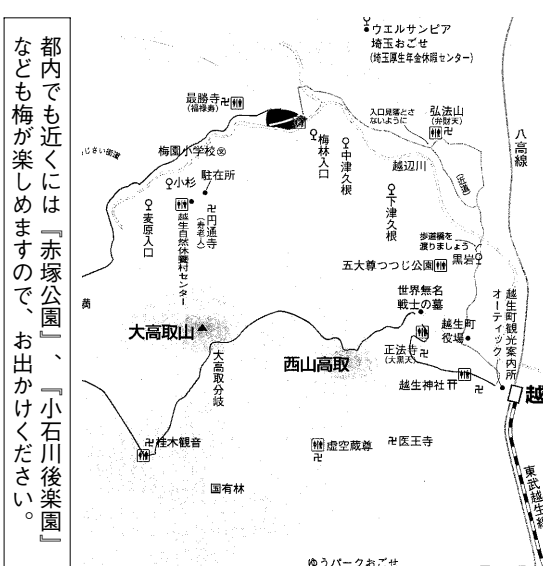 都内でも近くには『赤塚公園』、『小石川後楽園』
なども梅が楽しめますので、お出かけください。
ウエルサンピア
埼玉おごせ
(埼玉厚生年金休暇センター)
最勝寺
(福禄寿)
入口見落とさ
ないように
弘法山
(弁財天)
八高線
梅園小学校
梅林入口
中津久根
越辺川
小杉
駐在所
下津久根
麦原入口
越生自然休養村センター
円通寺
(寿老人)
歩道橋を
渡りましょう
五大尊つつじ公園
黒岩
世界無名
戦士の墓
越生町観光案内所
オーティック
越生町
役場
大高取山
大高取分岐
西山高取
正法寺
(大黒天)
越生神社
越
桂木観音
虚空蔵尊
医王寺
国有林
東武越生線
ゆうパークおごせ